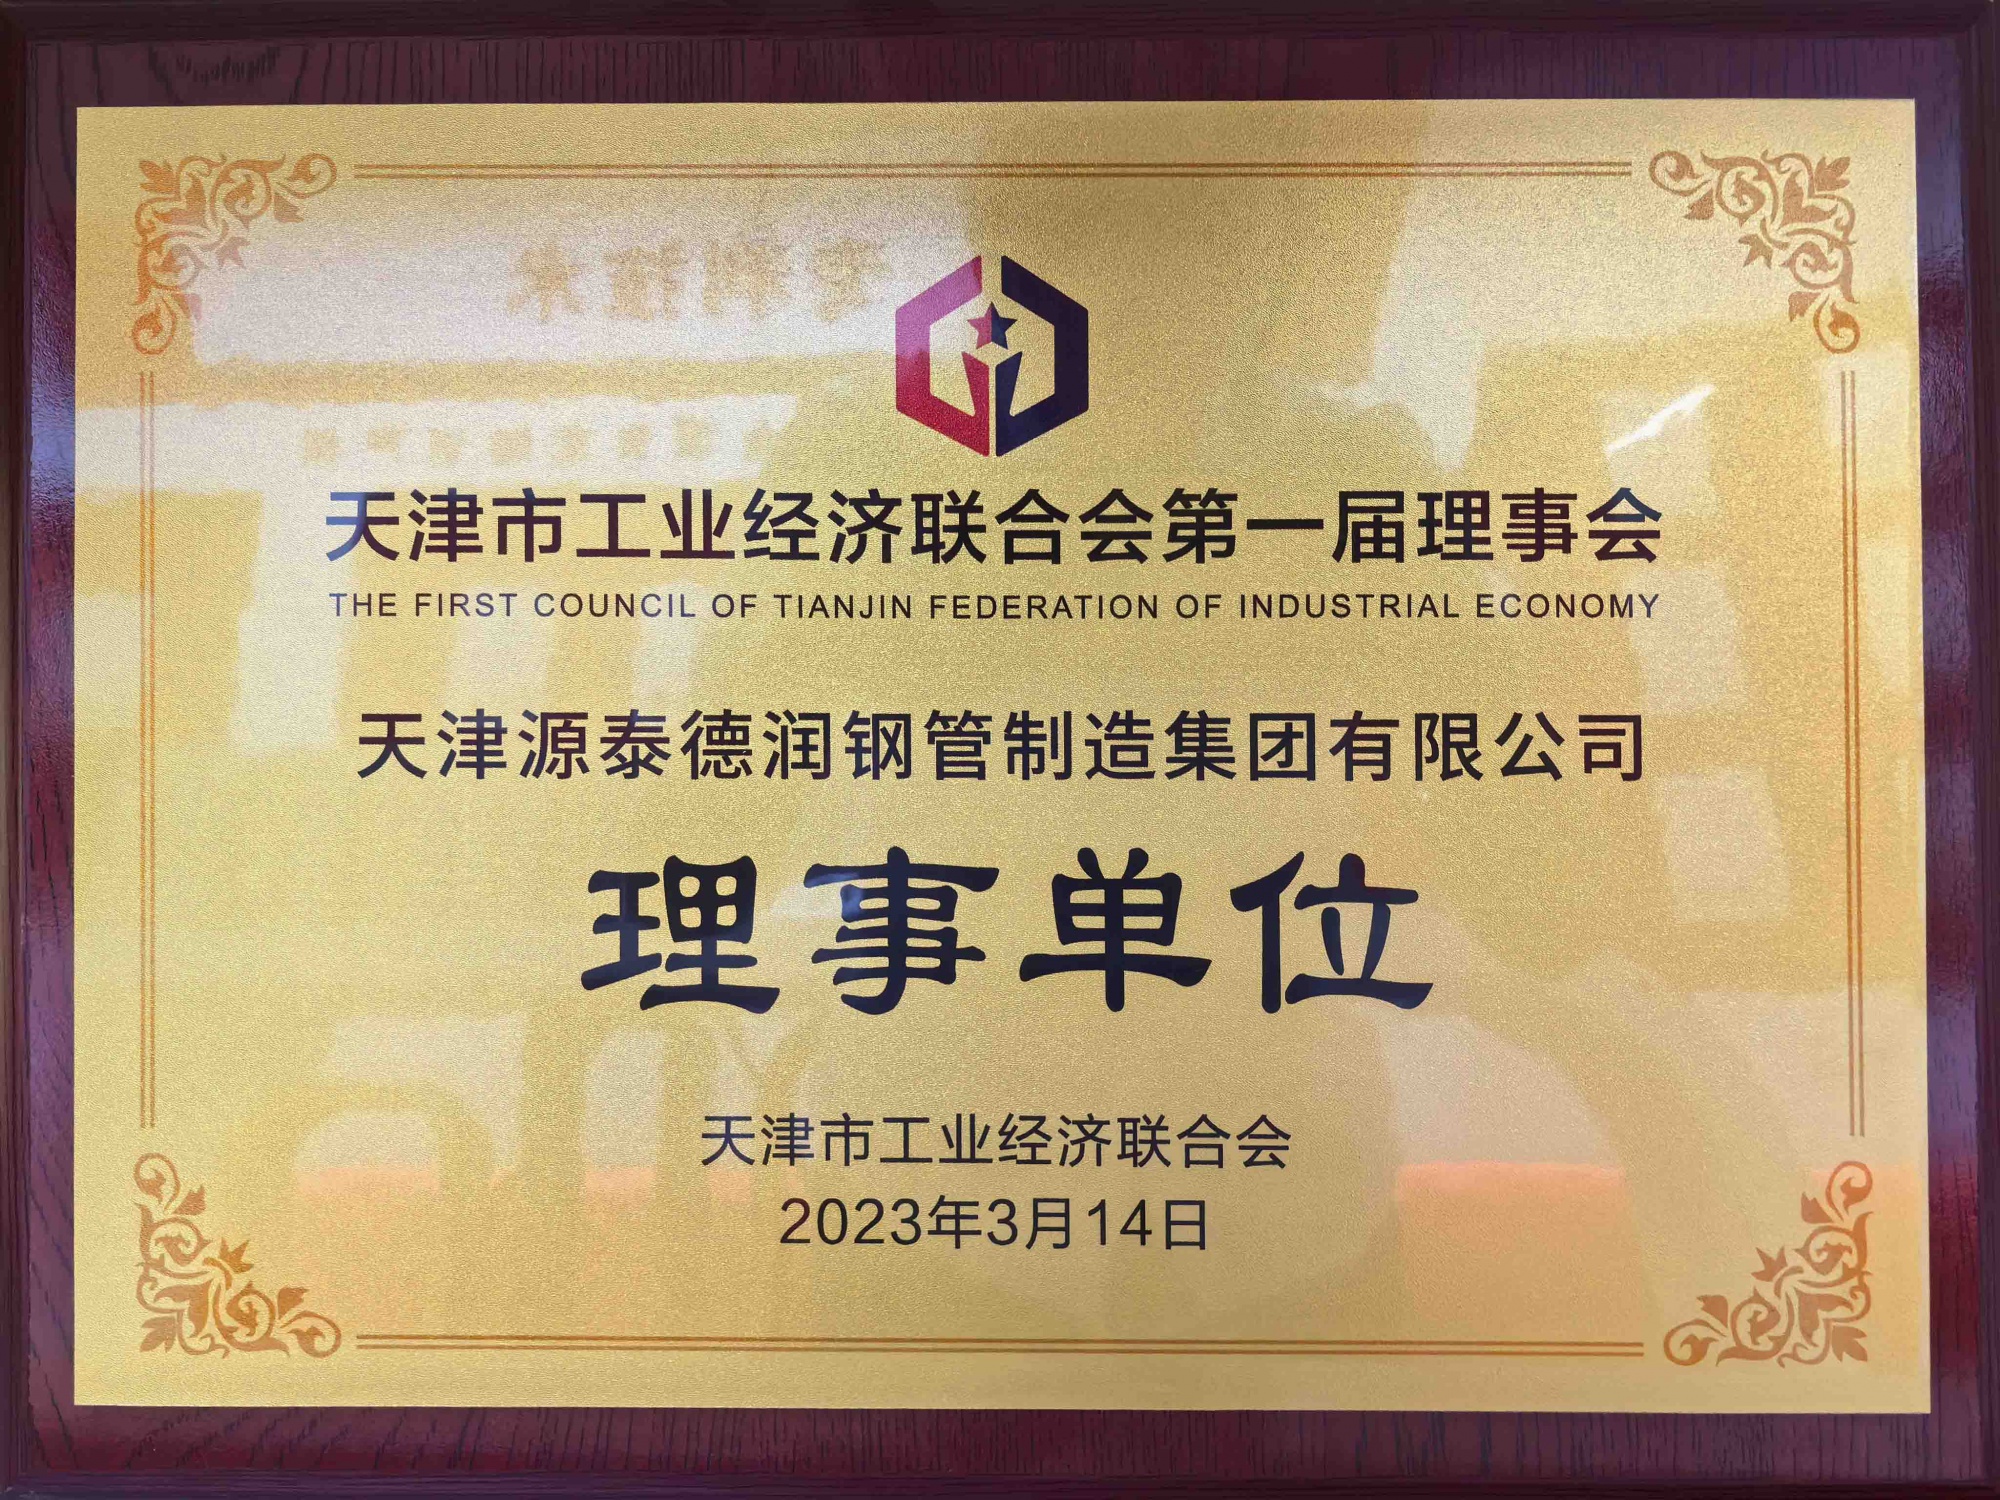 天津市工业经济联合会第一届理事会
THE FIRST COUNCIL OF TIANJIN FEDERATION OF INDUSTRIAL ECONOMY
天津源泰德润钢管制造集团有限公司
理事单位
天津市工业经济联合会
2023年3月14日